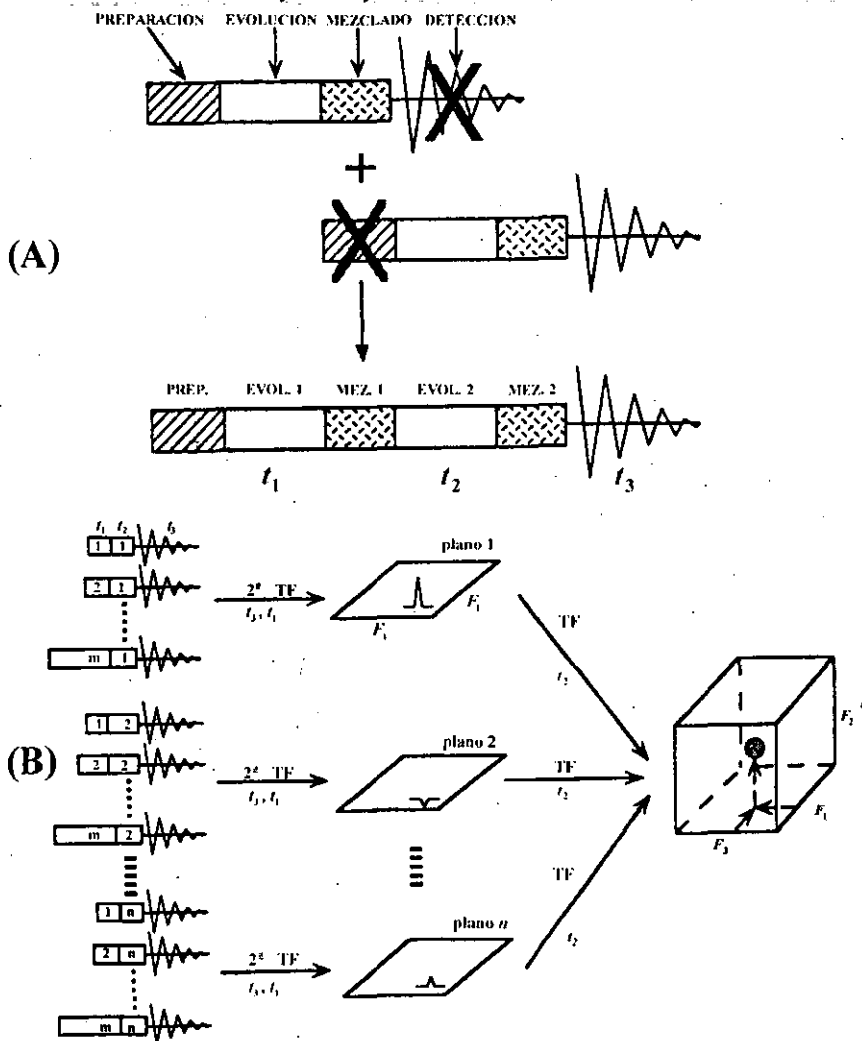 PREPARACION EVOLUCION MEZCLADO DETECCION
+
(A)
PREP. EVOL. 1 MEZ. 1 EVOL. 2 MEZ. 2
t1 t2 t3
t1 t2 t3
1 1
2 1
m 1
2ª TF
t3, t1
plano 1
F1
TF
t2
(B)
1 2
2 2
m 2
2ª TF
t3, t1
plano 2
TF
t2
F2
F1
F3
1 n
2 n
m n
2ª TF
t3, t1
plano n
TF
t2